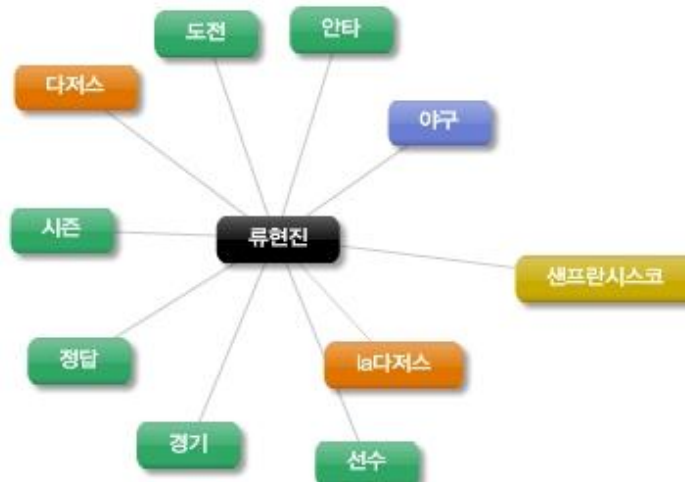 도전
안타
다저스
야구
시즌
류현진
샌프란시스코
정답
la다저스
경기
선수